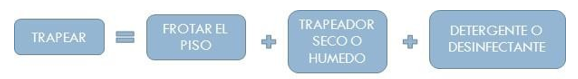 TRAPEAR
=
FROTAR EL
PISO
+
TRAPEADOR
SECO O
HUMEDO
+
DETERGENTE O
DESINFECTANTE